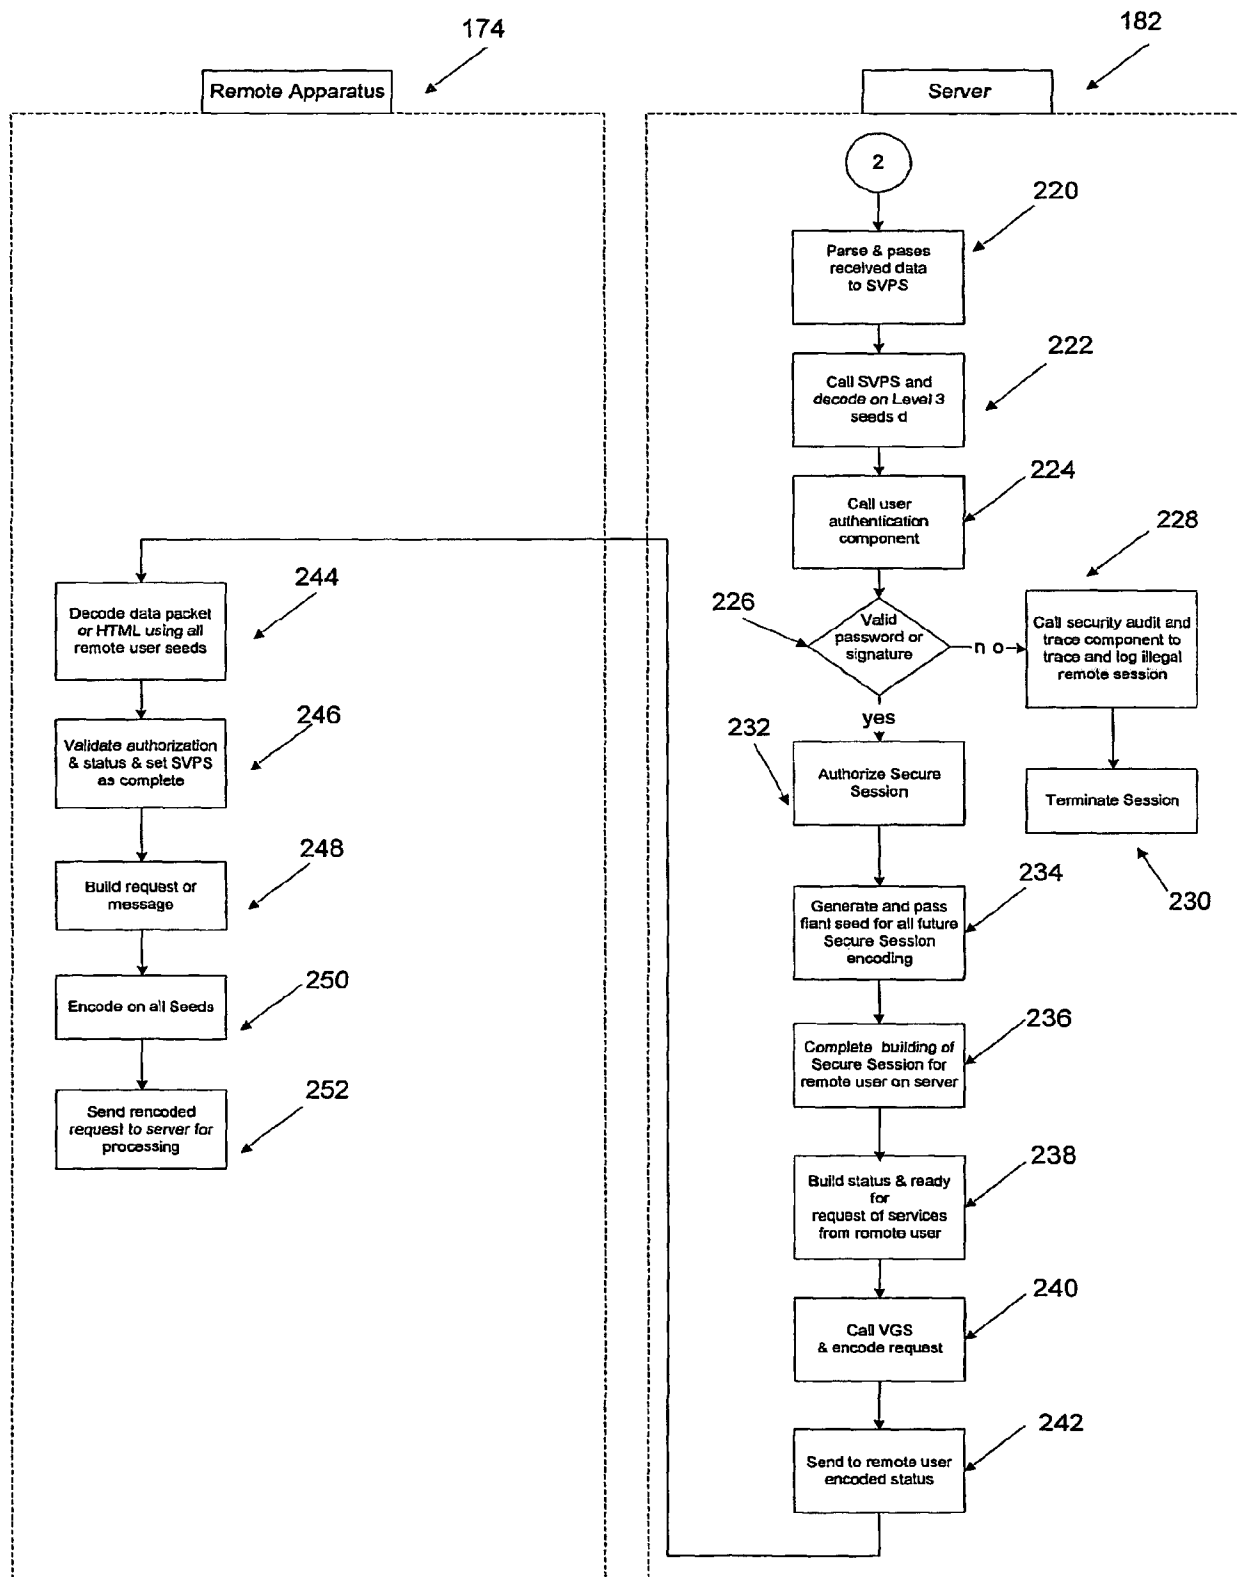 174
Remote Apparatus
182
Server
2
220
Parse & pases
received data
to SVPS
222
Call SVPS and
decode on Level 3
seeds d
224
Call user
authentication
component
226
Valid
password or
signature
n o
228
Call security audit and
trace component to
trace and log illegal
remote session
Terminate Session
230
yes
232
Authorize Secure
Session
234
Generate and pass
fiant seed for all future
Secure Session
encoding
236
Complete building of
Secure Session for
remote user on server
238
Build status & ready
for
request of services
from remote user
240
Call VGS
& encode request
242
Send to remote user
encoded status
244
Decode data packet
or HTML using all
remote user seeds
246
Validate authorization
& status & set SVPS
as complete
248
Build request or
message
250
Encode on all Seeds
252
Send rencoded
request to server for
processing